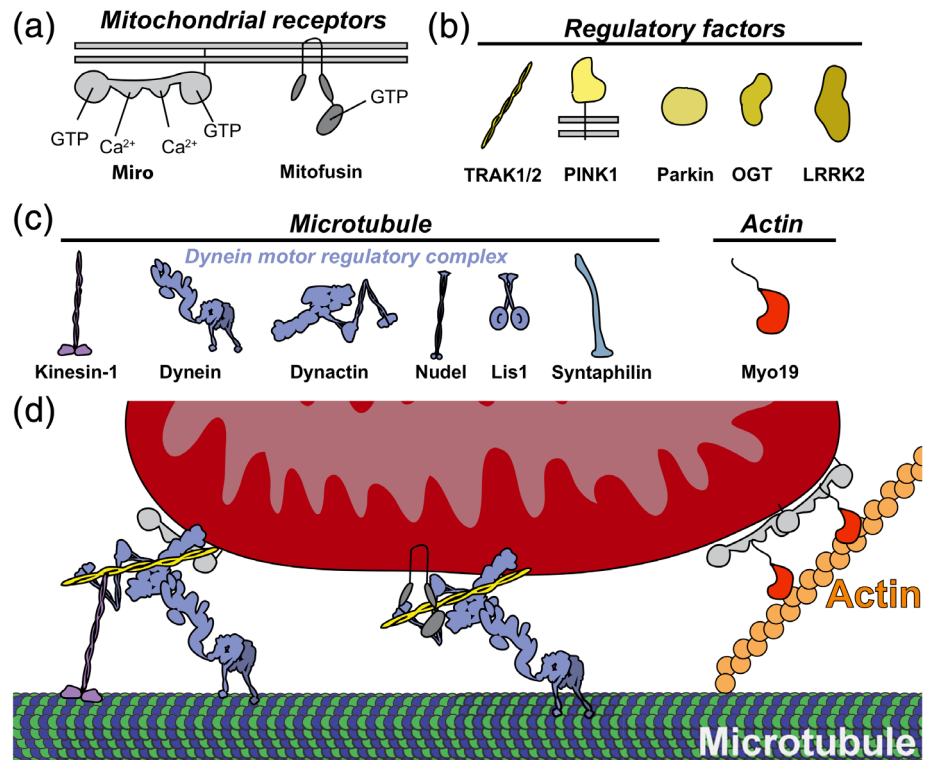 (a)
Mitochondrial receptors
GTP
Ca2+
Ca2+
GTP
GTP
Miro
Mitofusin
(b)
Regulatory factors
TRAK1/2
PINK1
Parkin
OGT
LRRK2
(c)
Microtubule
Actin
Dynein motor regulatory complex
Kinesin-1
Dynein
Dynactin
Nudel
Lis1
Syntaphilin
Myo19
(d)
Actin
Microtubule